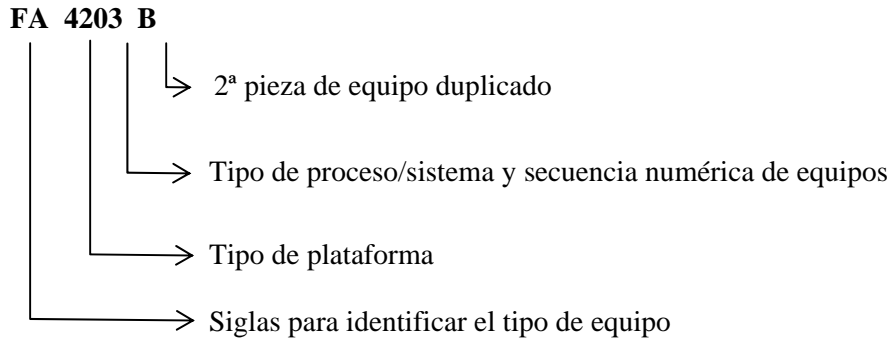 FA 4203 B
2ª pieza de equipo duplicado
Tipo de proceso/sistema y secuencia numérica de equipos
Tipo de plataforma
Siglas para identificar el tipo de equipo